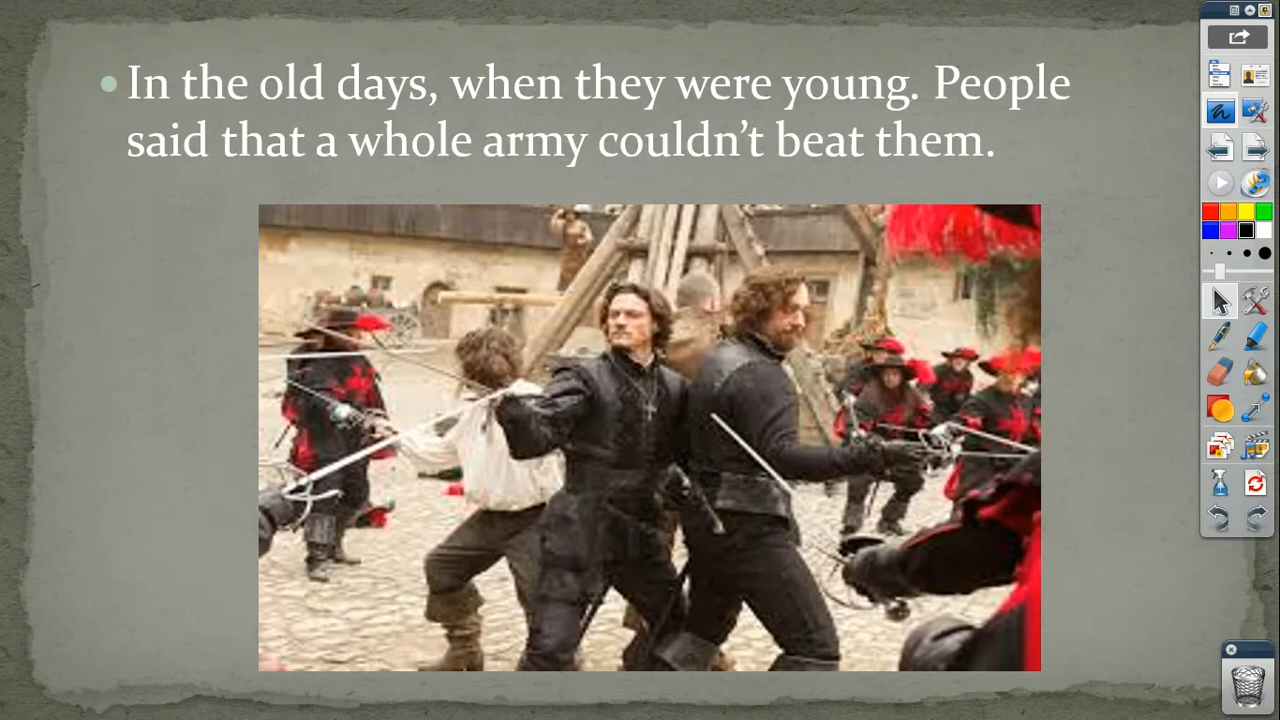 In the old days, when they were young. People
said that a whole army couldn’t beat them.